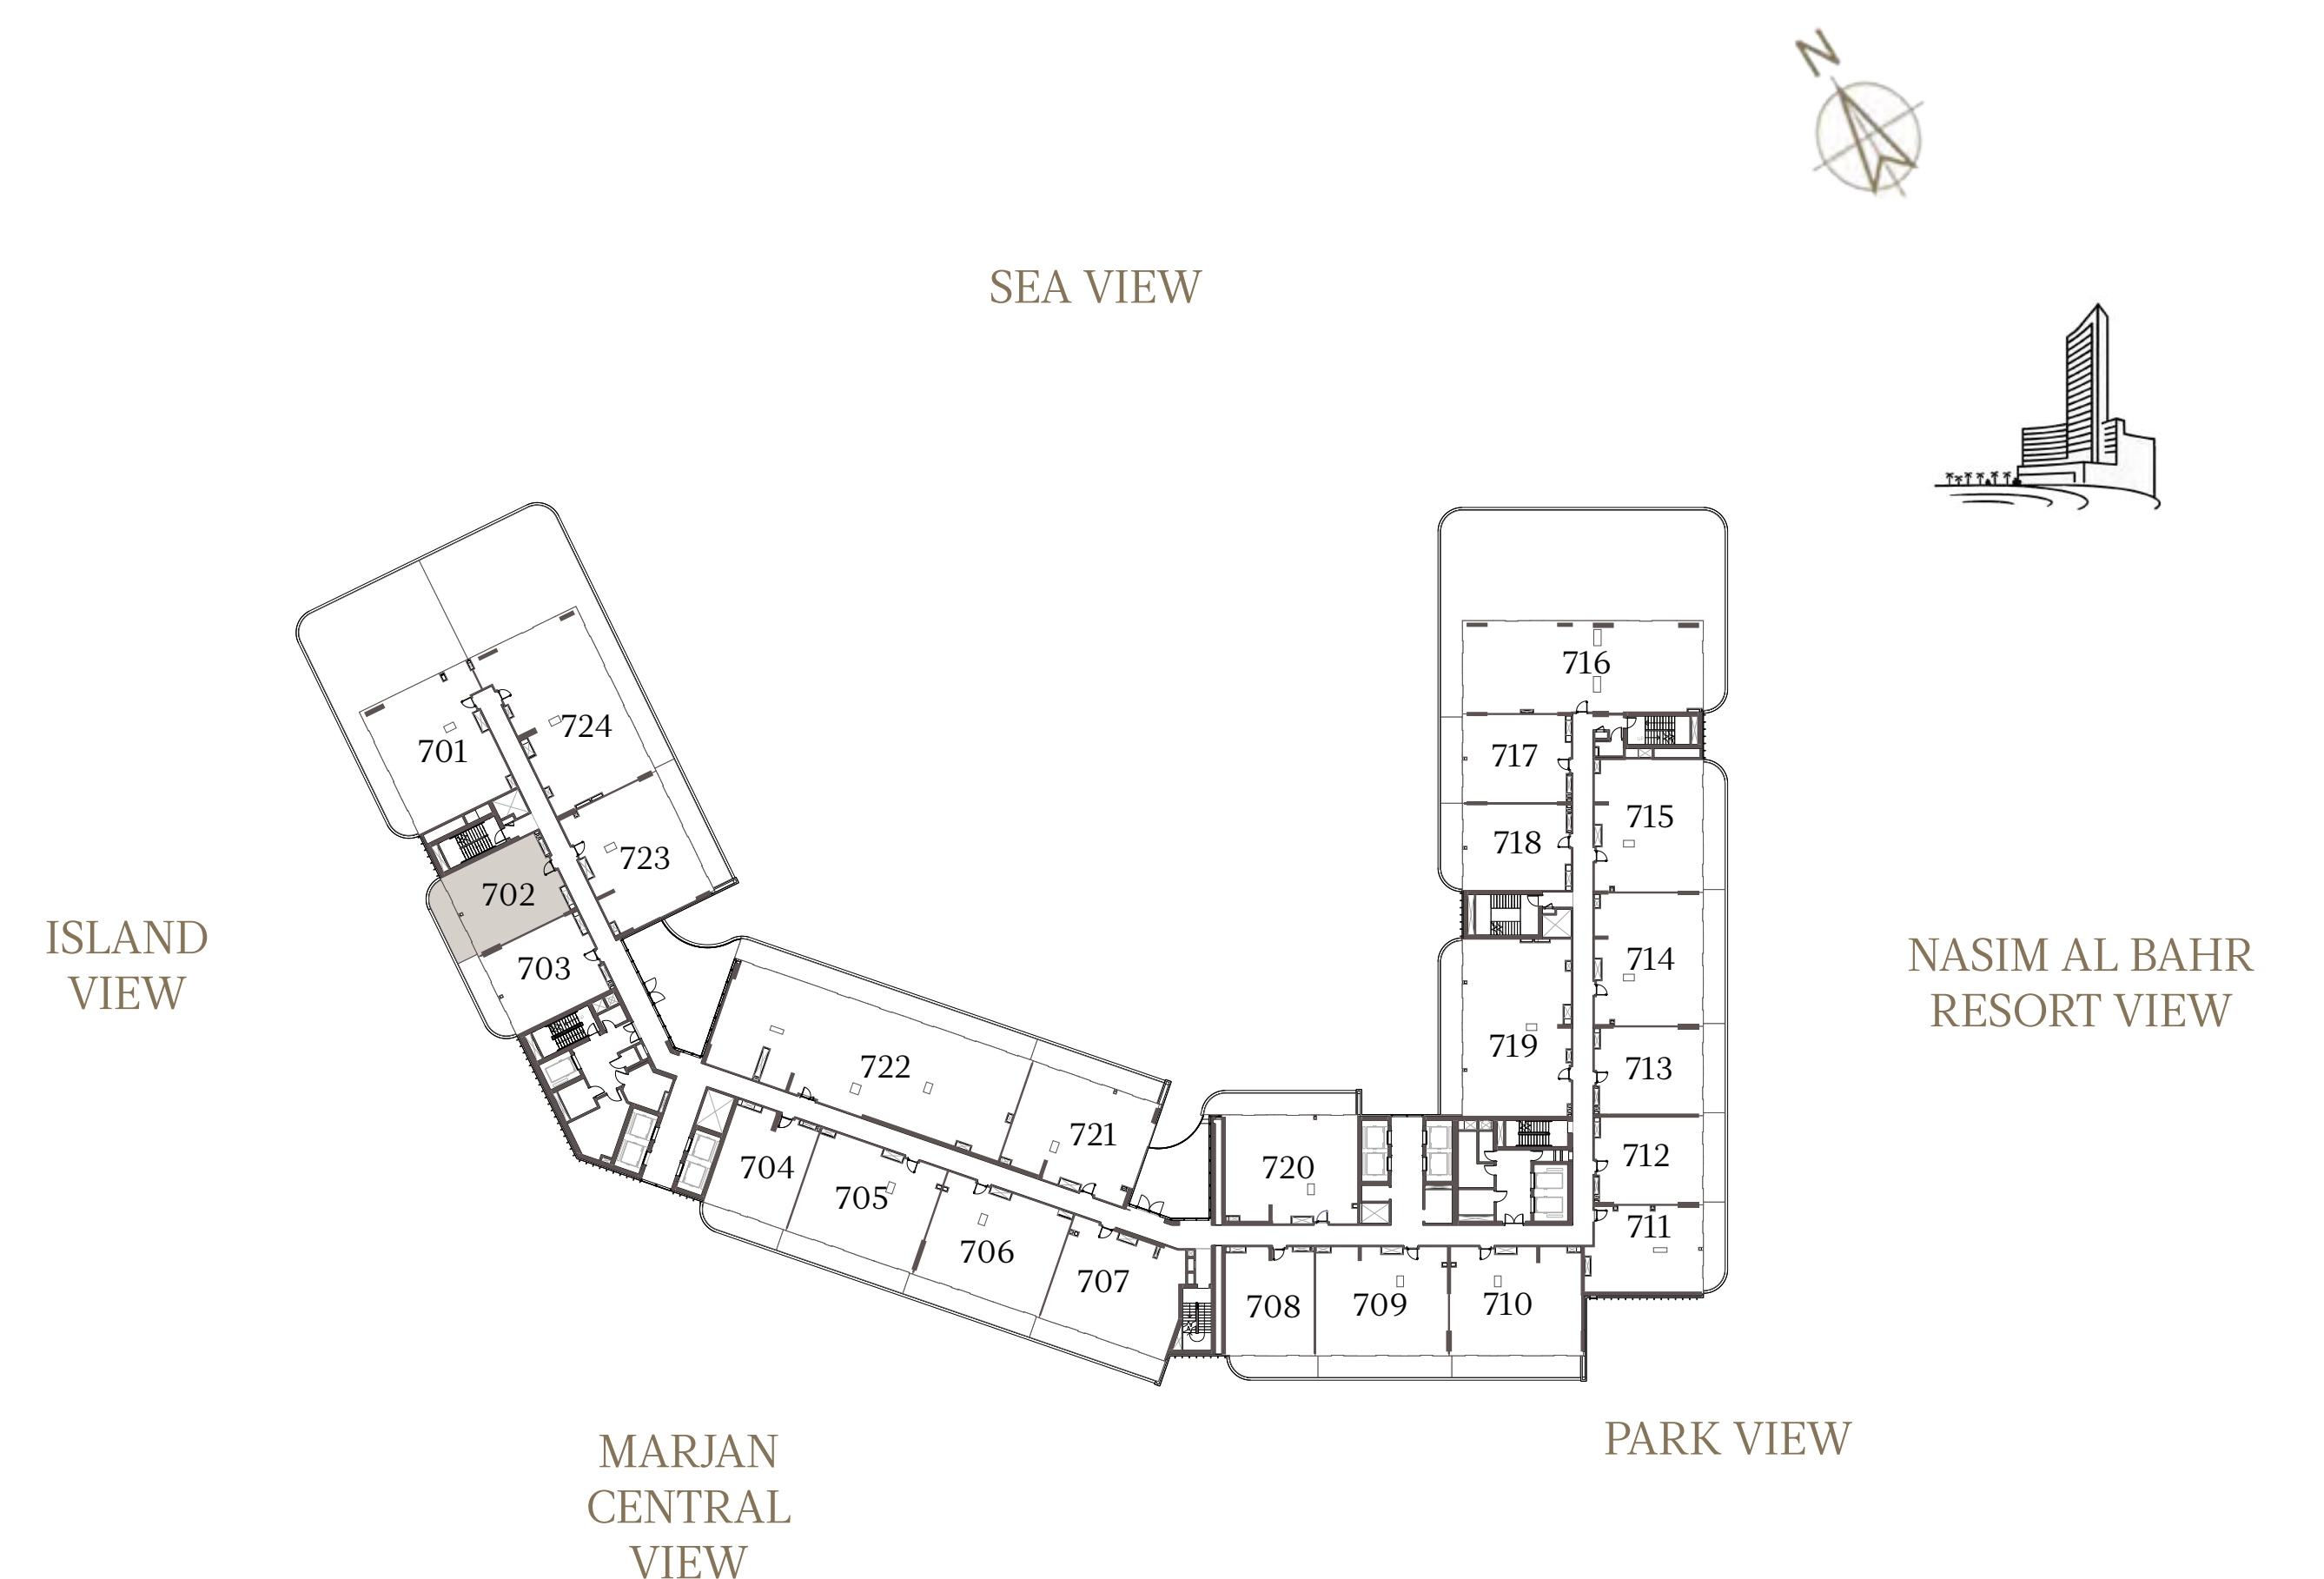 N
SEA VIEW
716
724
701
717
715
718
723
702
ISLAND
VIEW
703
714
NASIM AL BAHR
RESORT VIEW
719
722
713
721
712
704
720
705
711
706
707
708
709
710
PARK VIEW
MARJAN
CENTRAL
VIEW